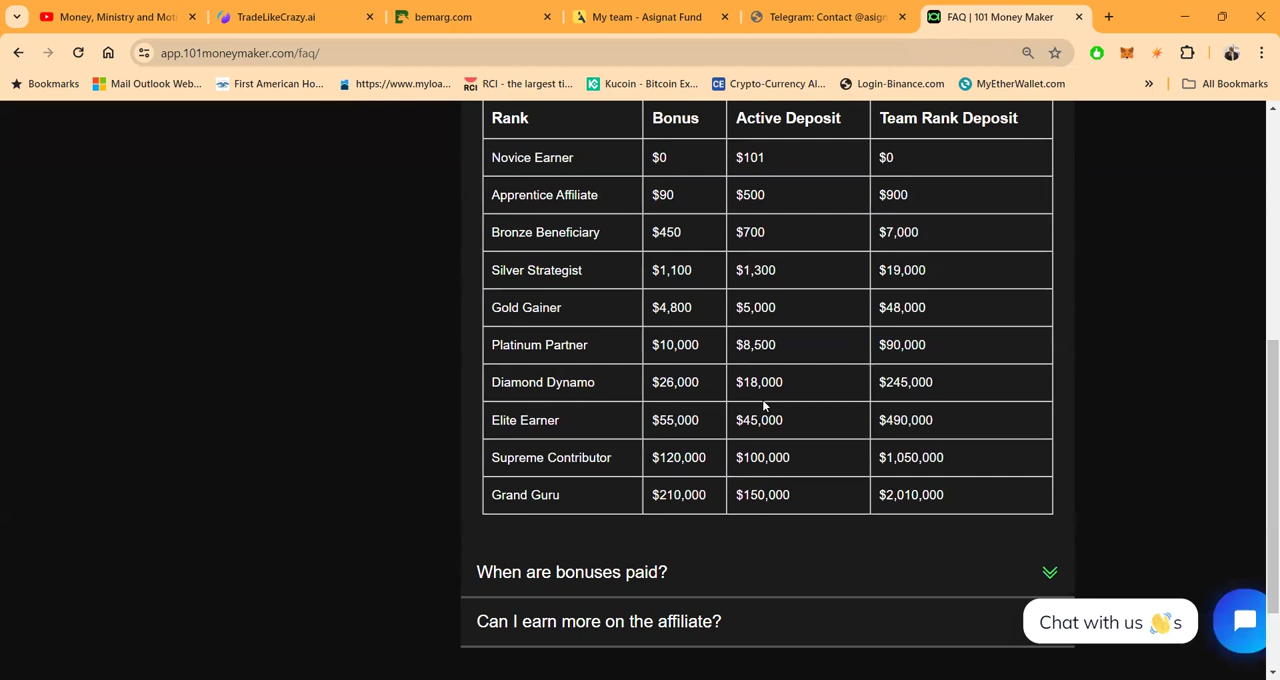 Money, Ministry and Moti
TradeLikeCrazy.ai
bemarg.com
My team - Asignat Fund
Telegram: Contact @asign
FAQ | 101 Money Maker
app.101moneymaker.com/faq/
Bookmarks
Mail Outlook Web...
First American Ho...
https://www.myloa...
RCI - the largest ti...
Kucoin - Bitcoin Ex...
Crypto-Currency Al...
Login-Binance.com
MyEtherWallet.com
All Bookmarks
Rank Bonus Active Deposit Team Rank Deposit
Novice Earner $0 $101 $0
Apprentice Affiliate $90 $500 $900
Bronze Beneficiary $450 $700 $7,000
Silver Strategist $1,100 $1,300 $19,000
Gold Gainer $4,800 $5,000 $48,000
Platinum Partner $10,000 $8,500 $90,000
Diamond Dynamo $26,000 $18,000 $245,000
Elite Earner $55,000 $45,000 $490,000
Supreme Contributor $120,000 $100,000 $1,050,000
Grand Guru $210,000 $150,000 $2,010,000
When are bonuses paid?
Can I earn more on the affiliate?
Chat with us 👋s